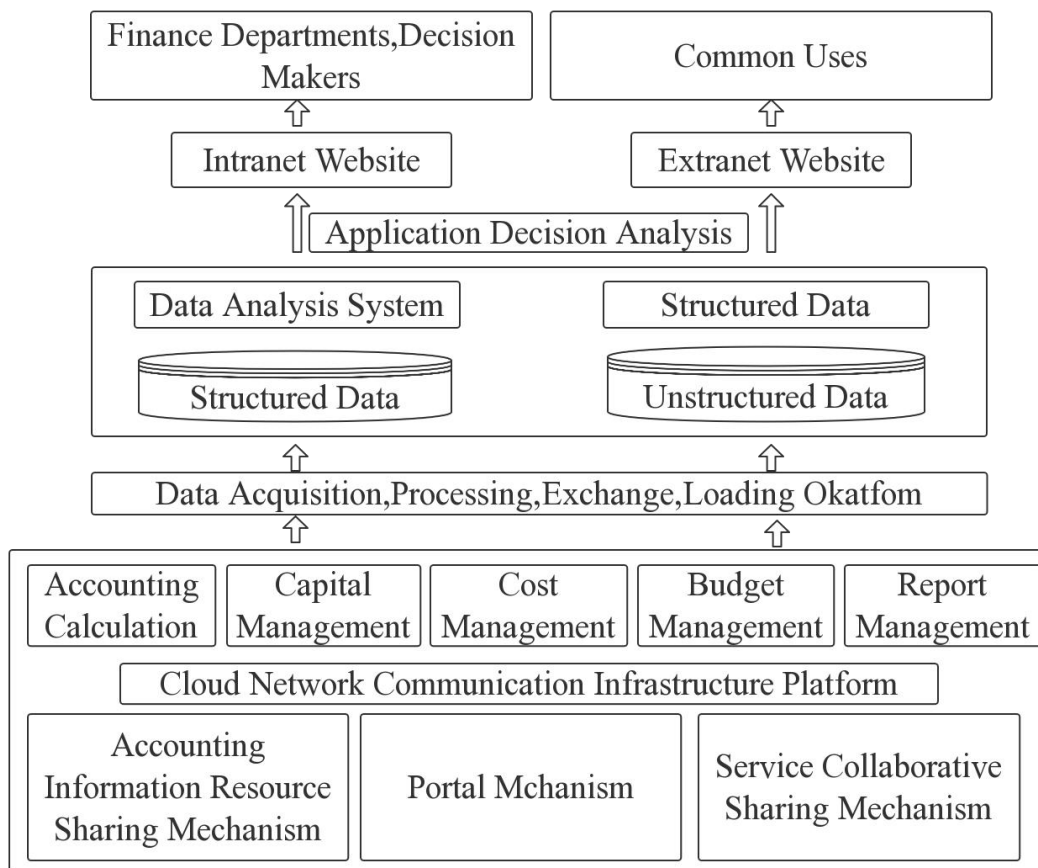 Finance Departments,Decision
Makers
Common Uses
Intranet Website
Extranet Website
Application Decision Analysis
Data Analysis System
Structured Data
Structured Data
Unstructured Data
Data Acquisition,Processing,Exchange,Loading Okatfom
Accounting
Calculation
Capital
Management
Cost
Management
Budget
Management
Report
Management
Cloud Network Communication Infrastructure Platform
Accounting
Information Resource
Sharing Mechanism
Portal Mchanism
Service Collaborative
Sharing Mechanism